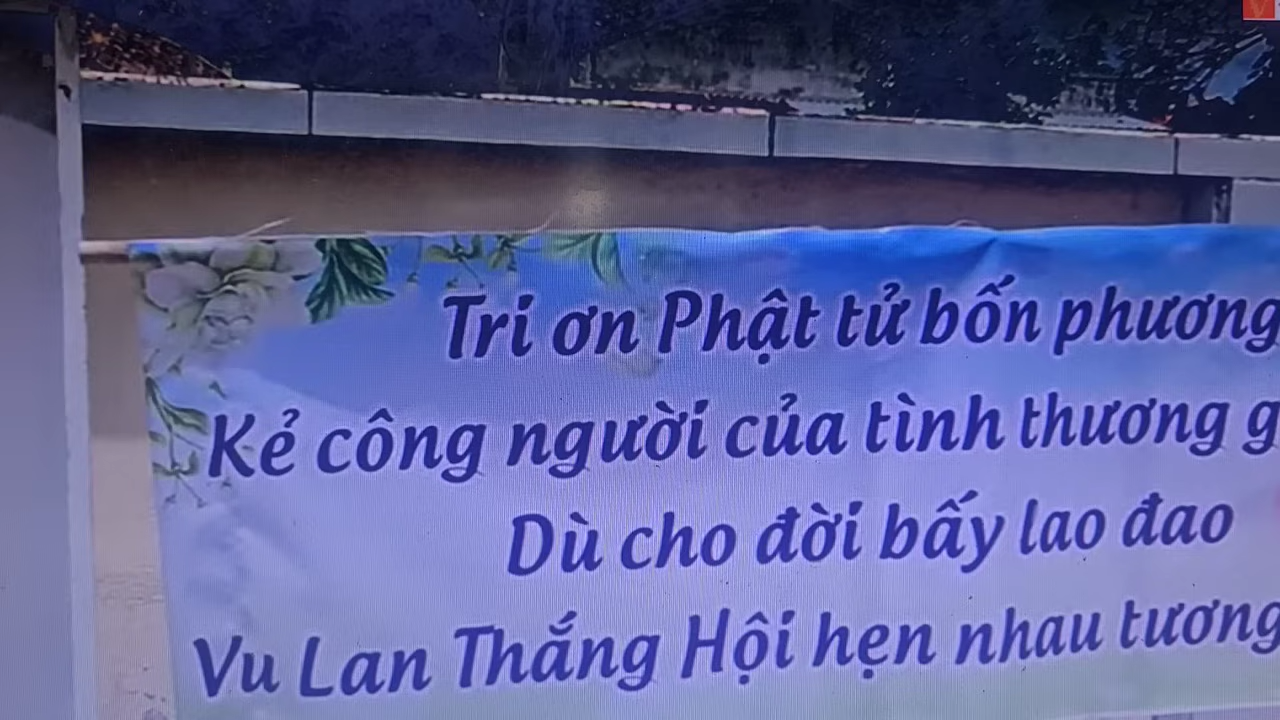 Tri ơn Phật tử bốn phương
Kẻ công người của tình thương
Dù cho đời bấy lao đao
Vu Lan Thắng Hội hẹn nhau tương